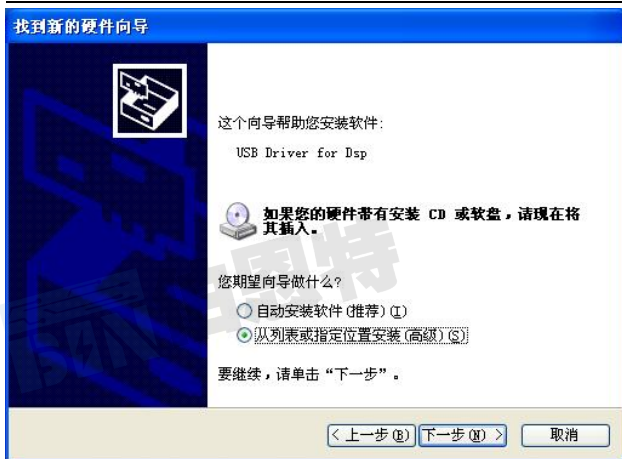 找到新的硬件向导
这个向导帮助您安装软件:
USB Driver for Dsp
如果您的硬件带有安装 CD 或软盘，请现在将
其插入。
您期望向导做什么?
自动安装软件(推荐)(I)
从列表或指定位置安装(高级)(S)
要继续，请单击“下一步”。
< 上一步(B)
下一步(N) >
取消